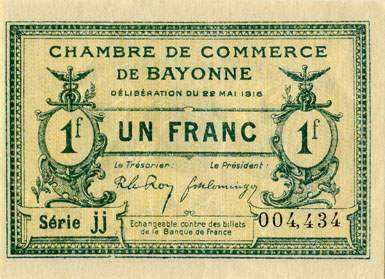 CHAMBRE DE COMMERCE
DE BAYONNE
DÉLIBÉRATION DU 22 MAI 1916
1f UN FRANC 1f
Le Trésorier: Le Président:
Série jj Echangeable contre des billets 004,434
de la Banque de France